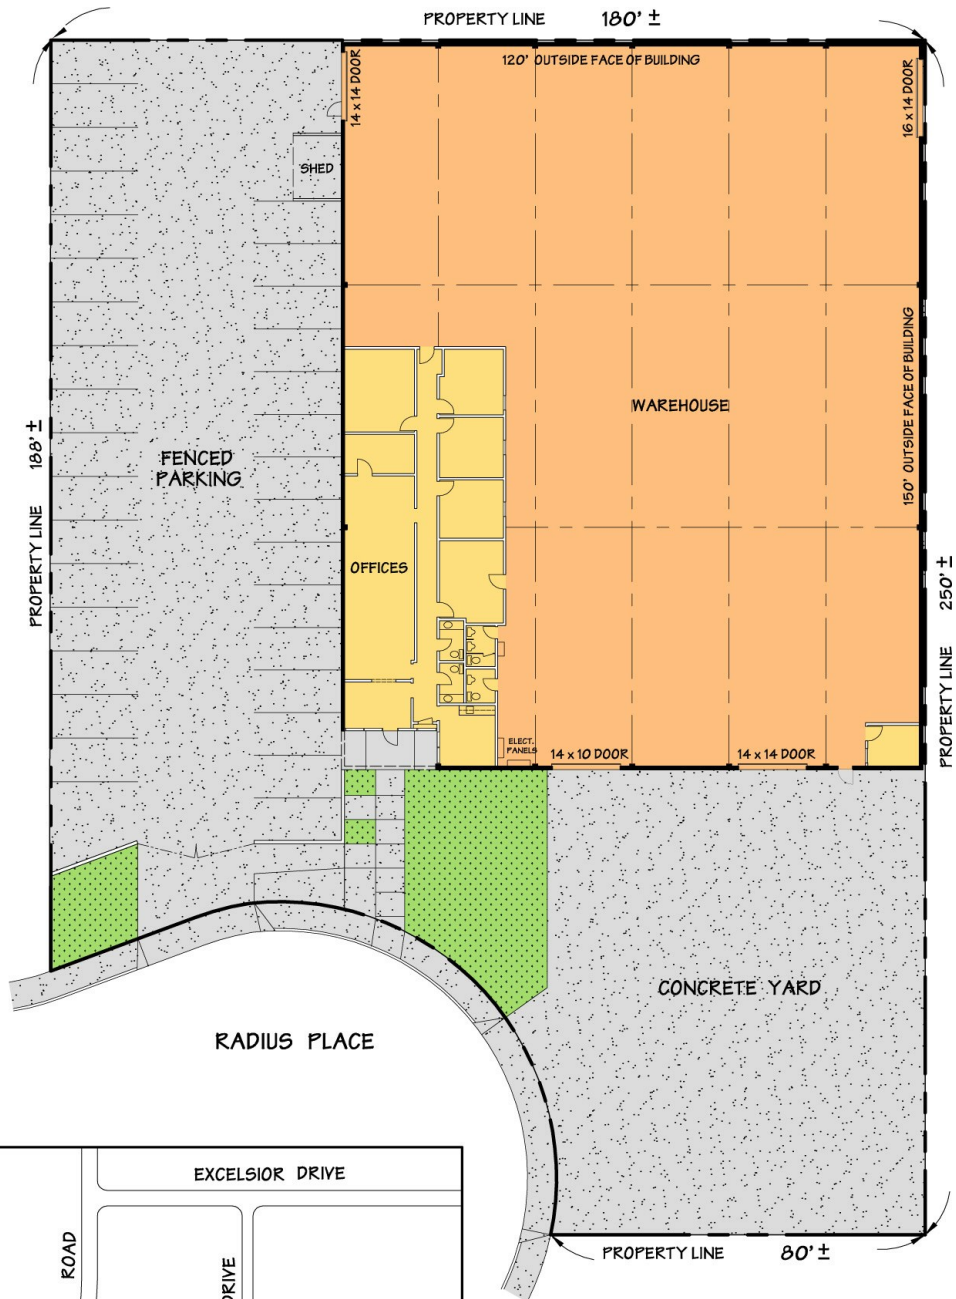 PROPERTY LINE 180' ±
120' OUTSIDE FACE OF BUILDING
14 x 14 DOOR
16 x 14 DOOR
SHED
150' OUTSIDE FACE OF BUILDING
WAREHOUSE
PROPERTY LINE 188' ±
FENCED
PARKING
OFFICES
PROPERTY LINE 250' ±
ELECT.
PANELS
14 x 10 DOOR
14 x 14 DOOR
CONCRETE YARD
RADIUS PLACE
EXCELSIOR DRIVE
ROAD
DRIVE
PROPERTY LINE 80' ±